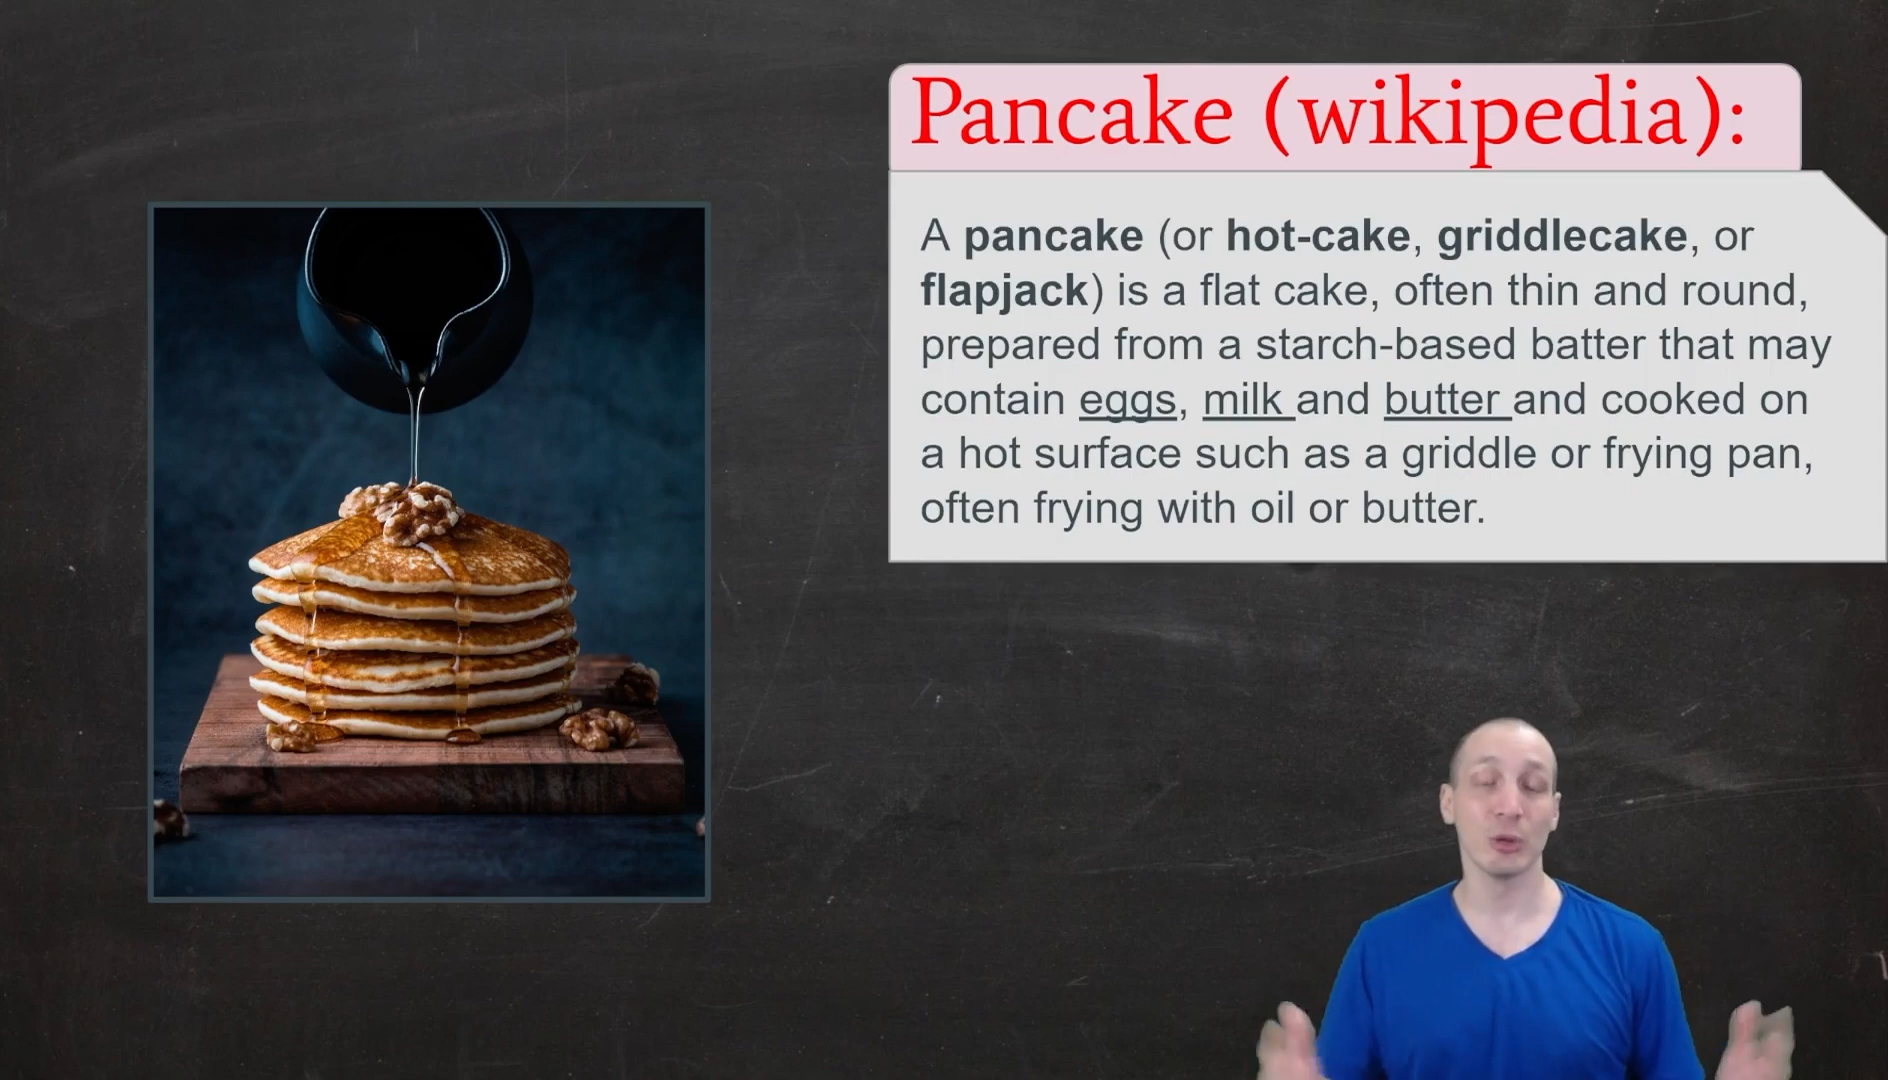 Pancake (wikipedia):
A pancake (or hot-cake, griddlecake, or
flapjack) is a flat cake, often thin and round,
prepared from a starch-based batter that may
contain eggs, milk and butter and cooked on
a hot surface such as a griddle or frying pan,
often frying with oil or butter.